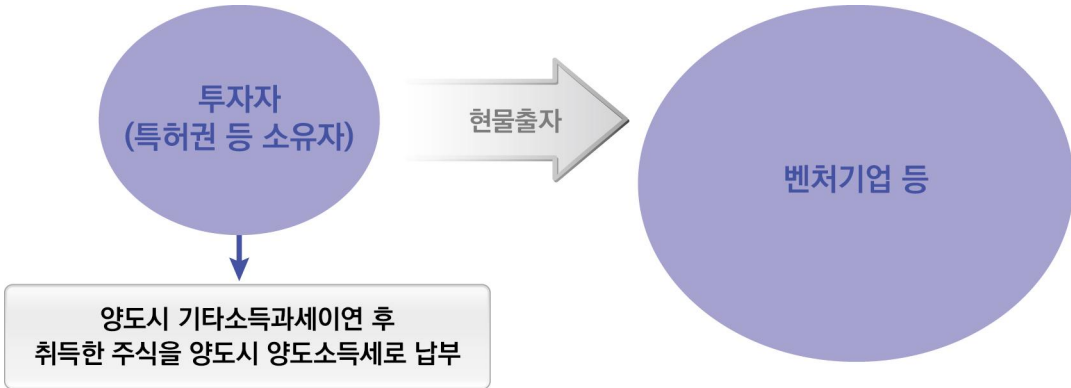 투자자
(특허권 등 소유자)
현물출자
벤처기업 등
양도시 기타소득과세이연 후
취득한 주식을 양도시 양도소득세로 납부